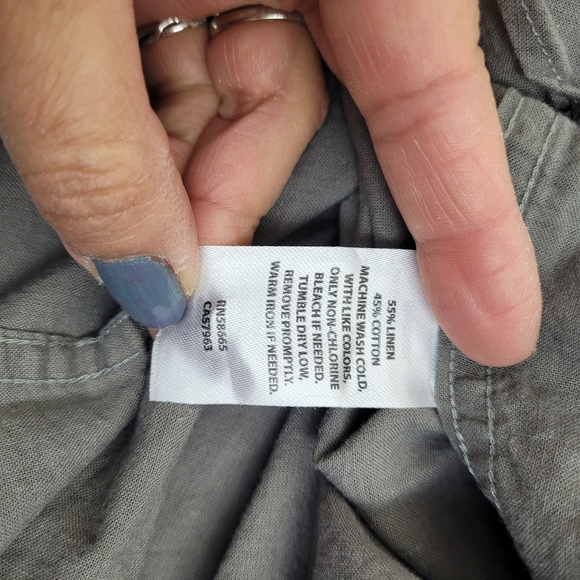 55% LINEN
45% COTTON
MACHINE WASH COLD,
WITH LIKE COLORS,
ONLY NON-CHLORINE
BLEACH IF NEEDED.
TUMBLE DRY LOW,
REMOVE PROMPTLY.
WARM IRON IF NEEDED.
RN58665
CA57963